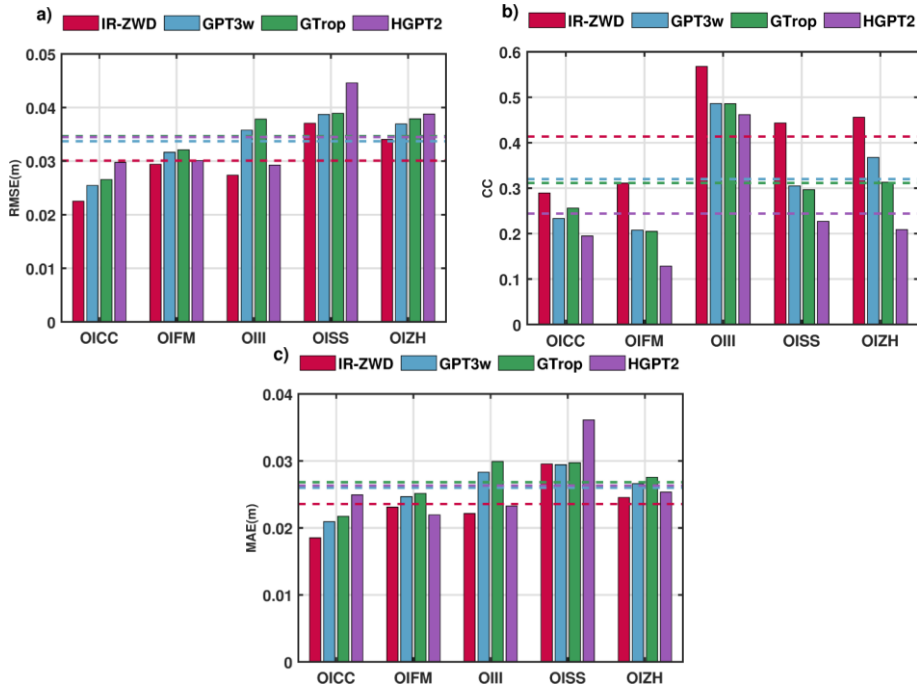 a)
IR-ZWD GPT3w GTrop HGPT2
0.05
0.04
0.03
0.02
0.01
0
RMSE(m)
OICC OIFM OIII OISS OIZH
b)
IR-ZWD GPT3w GTrop HGPT2
0.6
0.5
0.4
0.3
0.2
0.1
0
CC
OICC OIFM OIII OISS OIZH
c)
IR-ZWD GPT3w GTrop HGPT2
0.04
0.03
0.02
0.01
0
MAE(m)
OICC OIFM OIII OISS OIZH